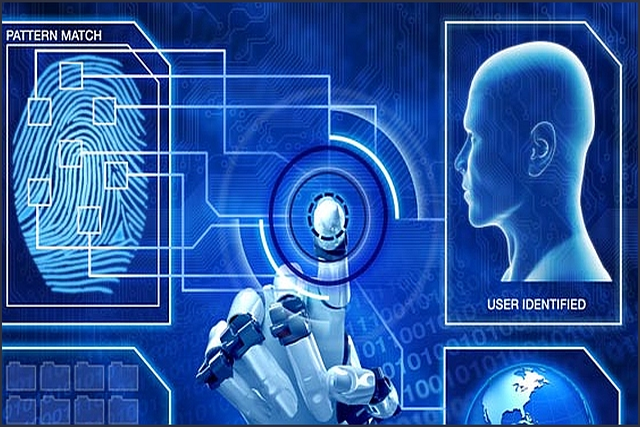 PATTERN MATCH
USER IDENTIFIED